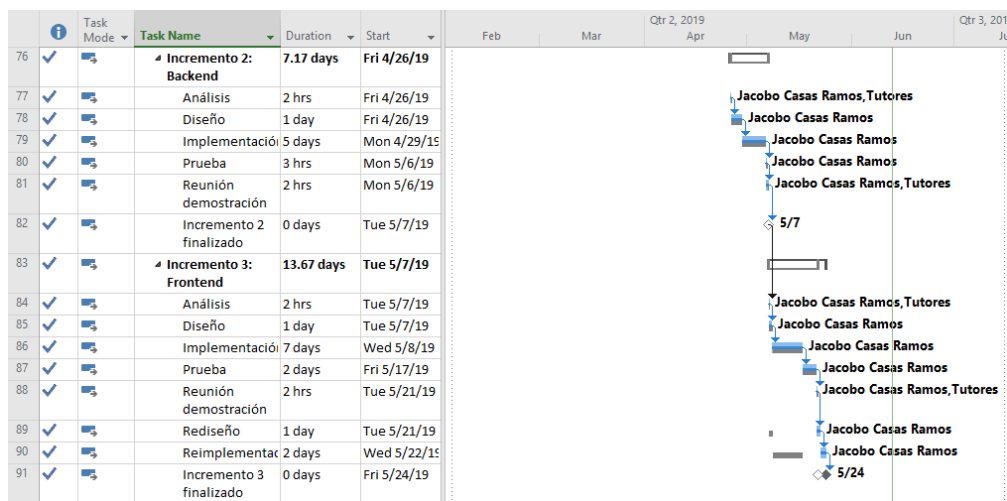 Qtr 2, 2019 Qtr 3, 201
Task Mode Task Name Duration Start Feb Mar Apr May Jun Ju
76 Incremento 2: Backend 7.17 days Fri 4/26/19
77 Análisis 2 hrs Fri 4/26/19 Jacobo Casas Ramos,Tutores
78 Diseño 1 day Fri 4/26/19 Jacobo Casas Ramos
79 Implementació 5 days Mon 4/29/19 Jacobo Casas Ramos
80 Prueba 3 hrs Mon 5/6/19 Jacobo Casas Ramos
81 Reunión demostración 2 hrs Mon 5/6/19 Jacobo Casas Ramos,Tutores
82 Incremento 2 finalizado 0 days Tue 5/7/19 5/7
83 Incremento 3: Frontend 13.67 days Tue 5/7/19
84 Análisis 2 hrs Tue 5/7/19 Jacobo Casas Ramos,Tutores
85 Diseño 1 day Tue 5/7/19 Jacobo Casas Ramos
86 Implementació 7 days Wed 5/8/19 Jacobo Casas Ramos
87 Prueba 2 days Fri 5/17/19 Jacobo Casas Ramos
88 Reunión demostración 2 hrs Tue 5/21/19 Jacobo Casas Ramos,Tutores
89 Rediseño 1 day Tue 5/21/19 Jacobo Casas Ramos
90 Reimplementac 2 days Wed 5/22/19 Jacobo Casas Ramos
91 Incremento 3 finalizado 0 days Fri 5/24/19 5/24